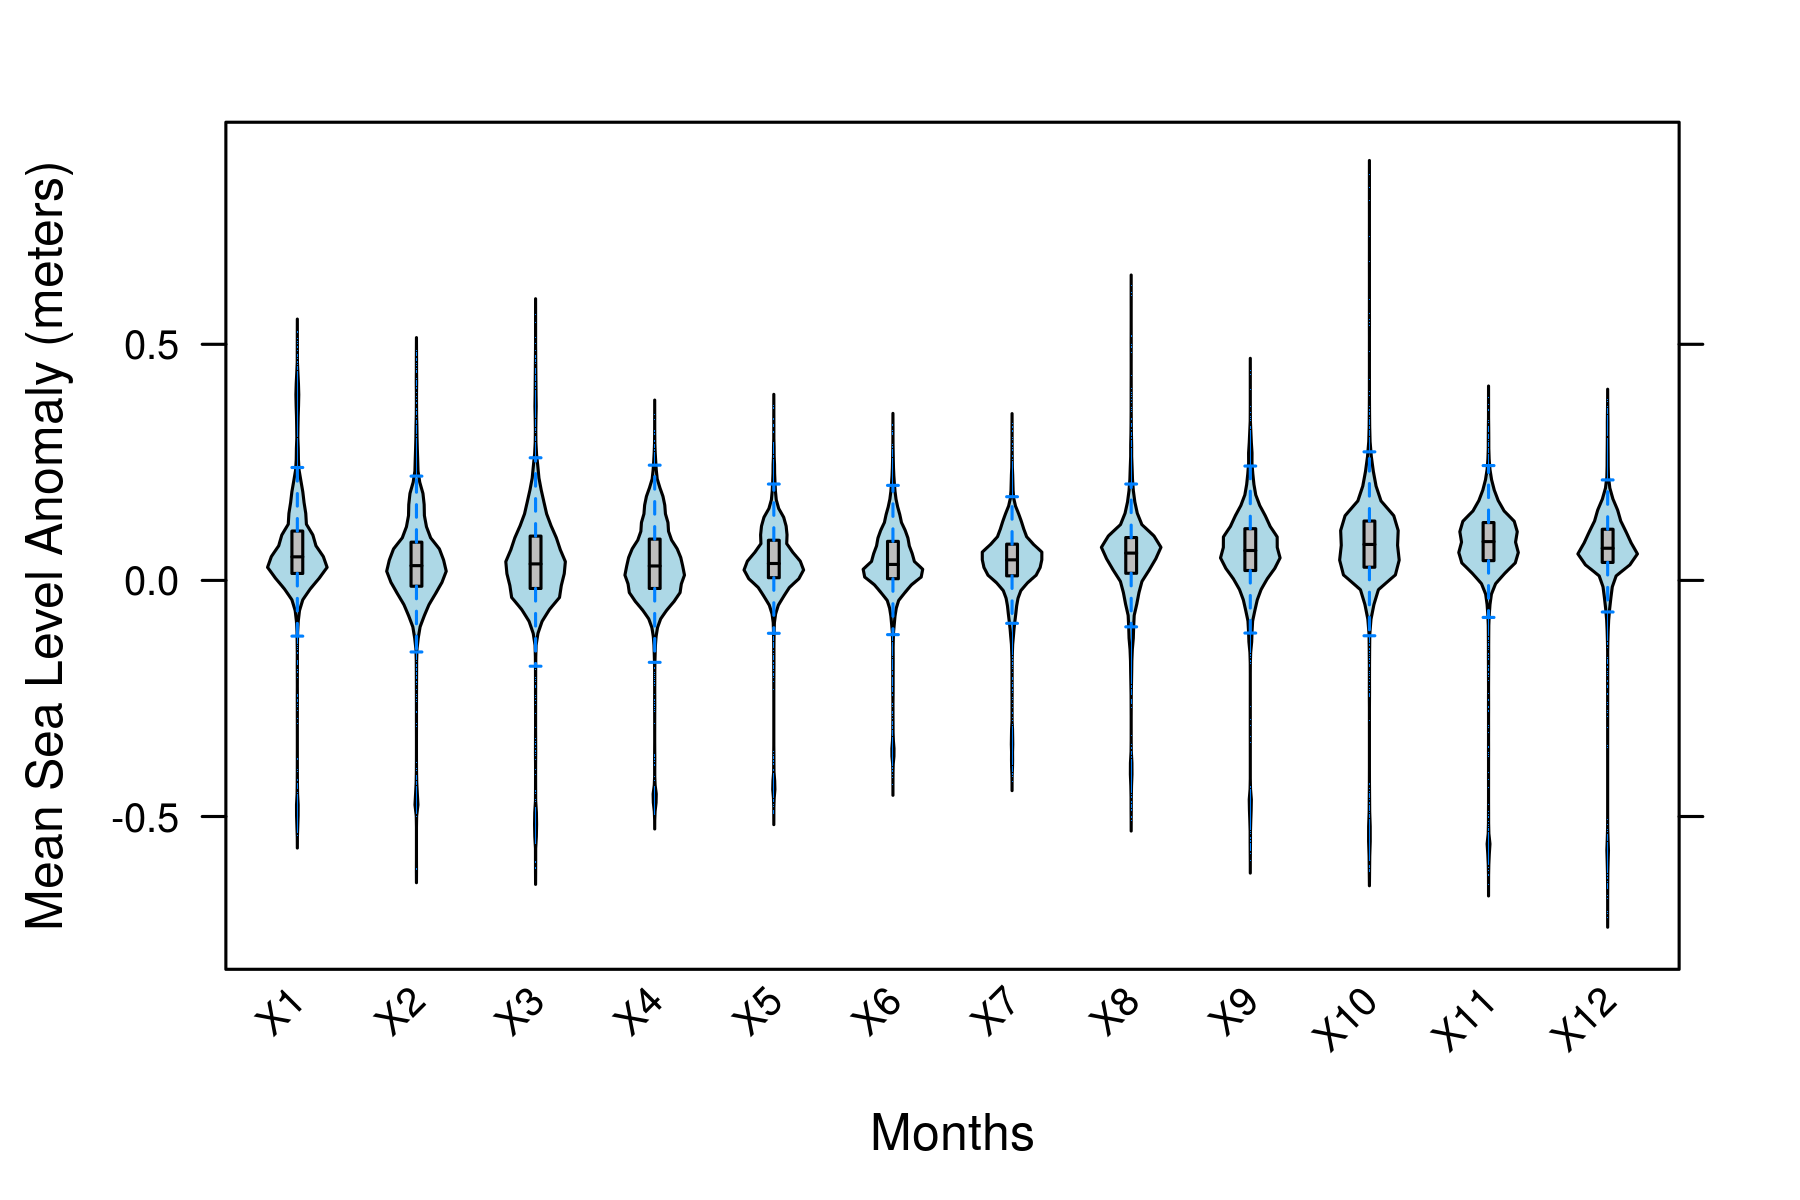 Mean Sea Level Anomaly (meters)
0.5
0.0
-0.5
X1 X2 X3 X4 X5 X6 X7 X8 X9 X10 X11 X12
Months